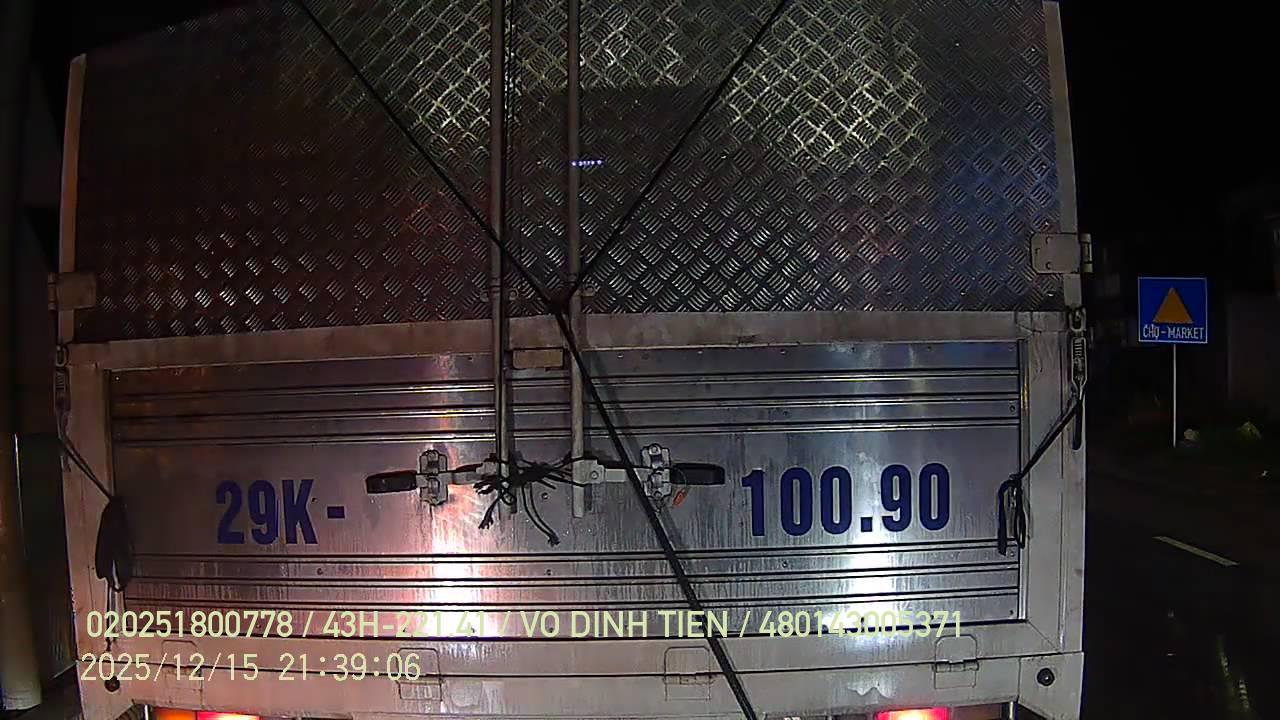 CHỢ - MARKET
29K- 100.90
020251800778 / 43H-221.41 / VO DINH TIEN / 480143005371
2025/12/15 21:39:06